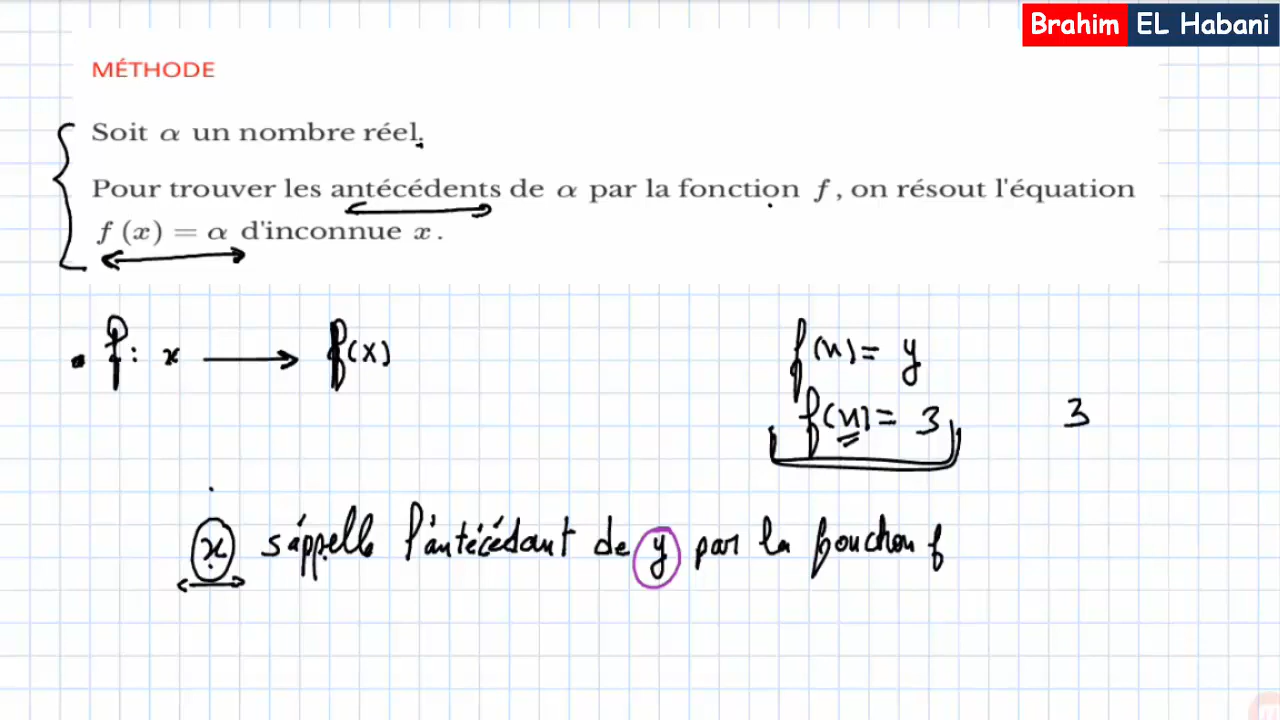 Brahim EL Habani
MÉTHODE
Soit α un nombre réel.
Pour trouver les antécédents de α par la fonction f, on résout l'équation
f (x) = α d'inconnue x.
f: x ⟶ f(x)
f(x) = y
f(x) = 3
3
x s'appelle l'antécédant de y par la fonction f